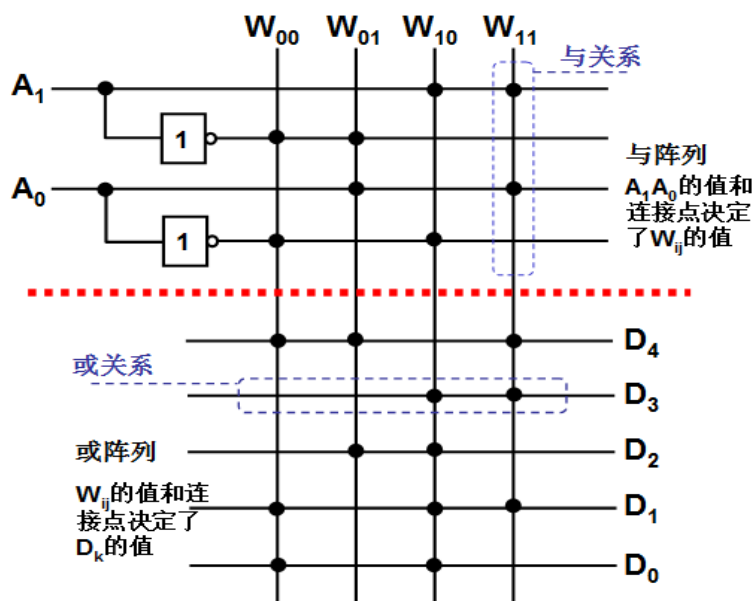 W₀₀ W₀₁ W₁₀ W₁₁
与关系
A₁
1
与阵列
A₀
A₁A₀的值和
连接点决定
了Wᵢⱼ的值
1
D₄
或关系
D₃
或阵列
D₂
Wᵢⱼ的值和连
接点决定了
Dₖ的值
D₁
D₀